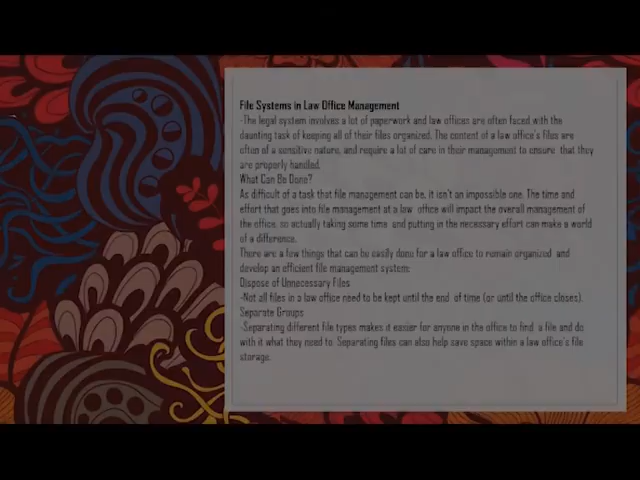 File Systems in Law Office Management
-The legal system involves a lot of paperwork and law offices are often faced with the
daunting task of keeping all of their files organized. The content of a law office's files are
often of a sensitive nature, and require a lot of care in their management to ensure that they
are properly handled.
What Can Be Done?
As difficult of a task that file management can be, it isn't an impossible one. The time and
effort that goes into file management at a law office will impact the overall management of
the office, so actually taking some time and putting in the necessary effort can make a world
of a difference.
There are a few things that can be easily done for a law office to remain organized and
develop an efficient file management system:
Dispose of Unnecessary Files
-Not all files in a law office need to be kept until the end of time (or until the office closes).
Separate Groups
-Separating different file types makes it easier for anyone in the office to find a file and do
with it what they need to. Separating files can also help save space within a law office's file
storage.